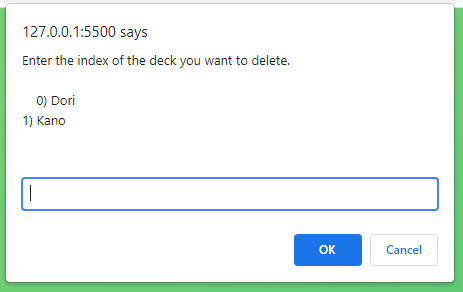 127.0.0.1:5500 says
Enter the index of the deck you want to delete.
0) Dori
1) Kano
OK
Cancel